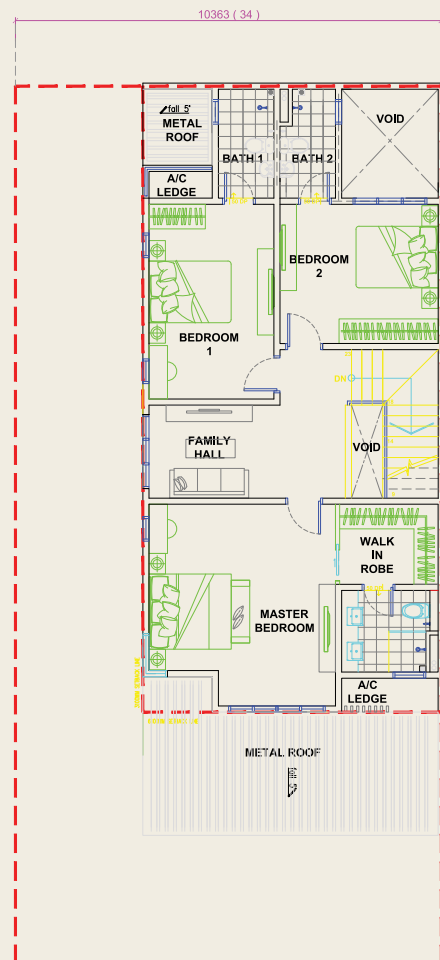 10363 ( 34 )
fall 5°
METAL
ROOF
BATH 1
BATH 2
VOID
A/C
LEDGE
BEDROOM
2
BEDROOM
1
DN
FAMILY
HALL
VOID
WALK
IN
ROBE
MASTER
BEDROOM
A/C
LEDGE
METAL ROOF